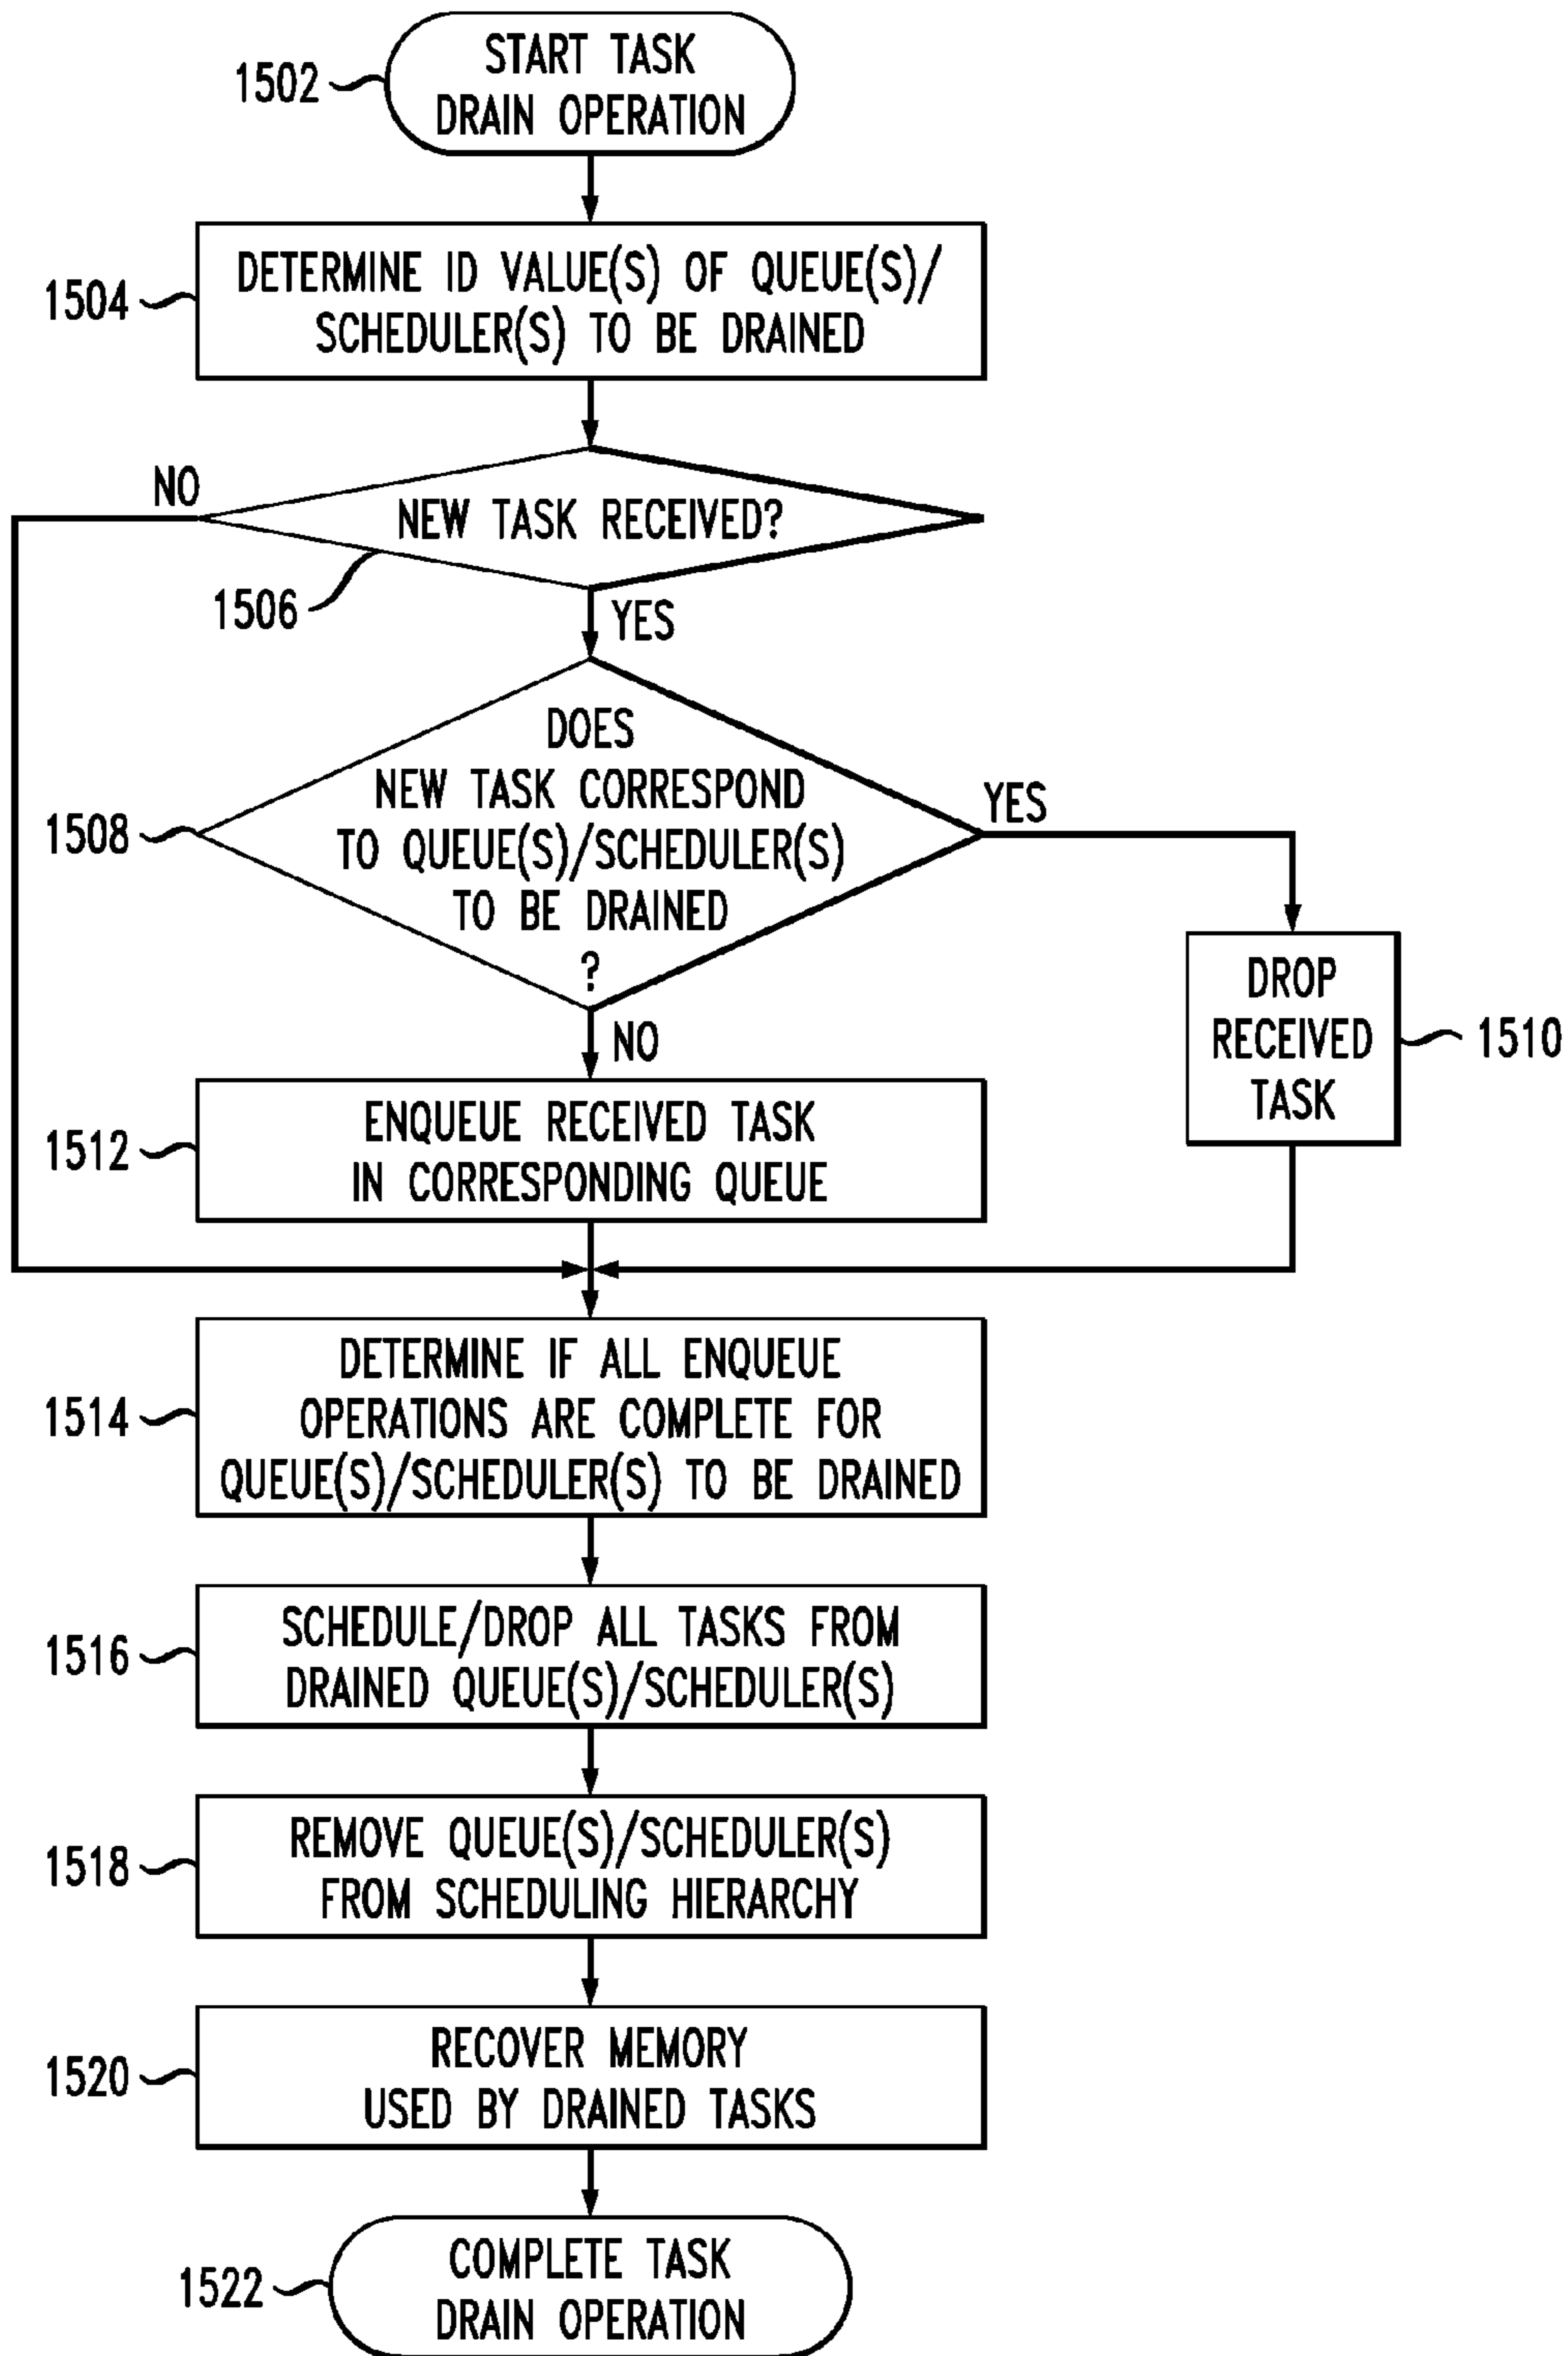 START TASK
DRAIN OPERATION
1502
DETERMINE ID VALUE(S) OF QUEUE(S)/
SCHEDULER(S) TO BE DRAINED
1504
NO
NEW TASK RECEIVED?
1506
YES
DOES
NEW TASK CORRESPOND
TO QUEUE(S)/SCHEDULER(S)
TO BE DRAINED
?
1508
YES
DROP
RECEIVED
TASK
1510
NO
ENQUEUE RECEIVED TASK
IN CORRESPONDING QUEUE
1512
DETERMINE IF ALL ENQUEUE
OPERATIONS ARE COMPLETE FOR
QUEUE(S)/SCHEDULER(S) TO BE DRAINED
1514
SCHEDULE/DROP ALL TASKS FROM
DRAINED QUEUE(S)/SCHEDULER(S)
1516
REMOVE QUEUE(S)/SCHEDULER(S)
FROM SCHEDULING HIERARCHY
1518
RECOVER MEMORY
USED BY DRAINED TASKS
1520
COMPLETE TASK
DRAIN OPERATION
1522